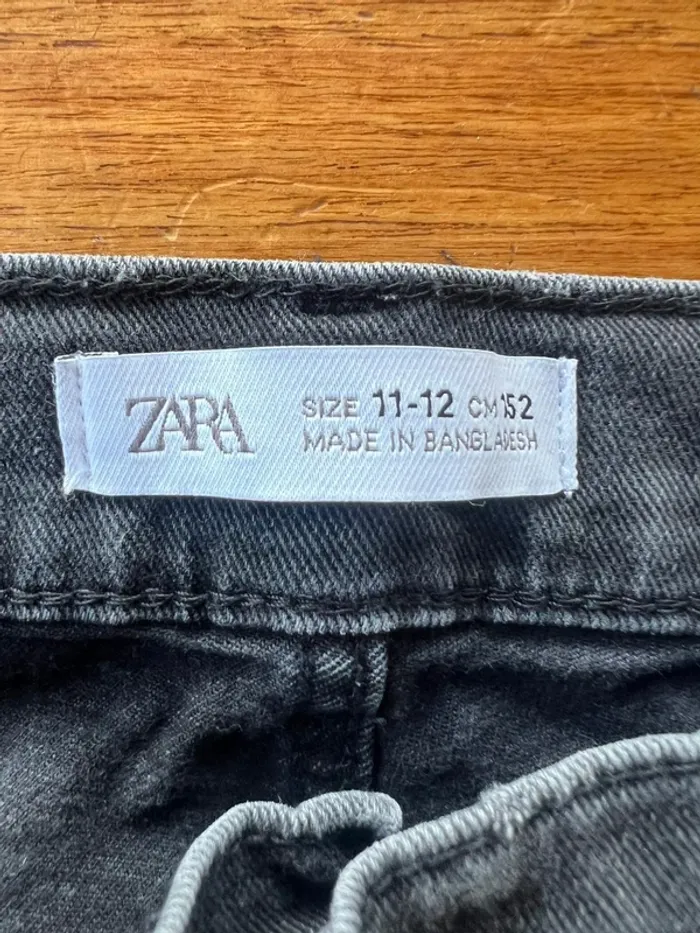 ZARA
SIZE 11-12 CM 152
MADE IN BANGLADESH